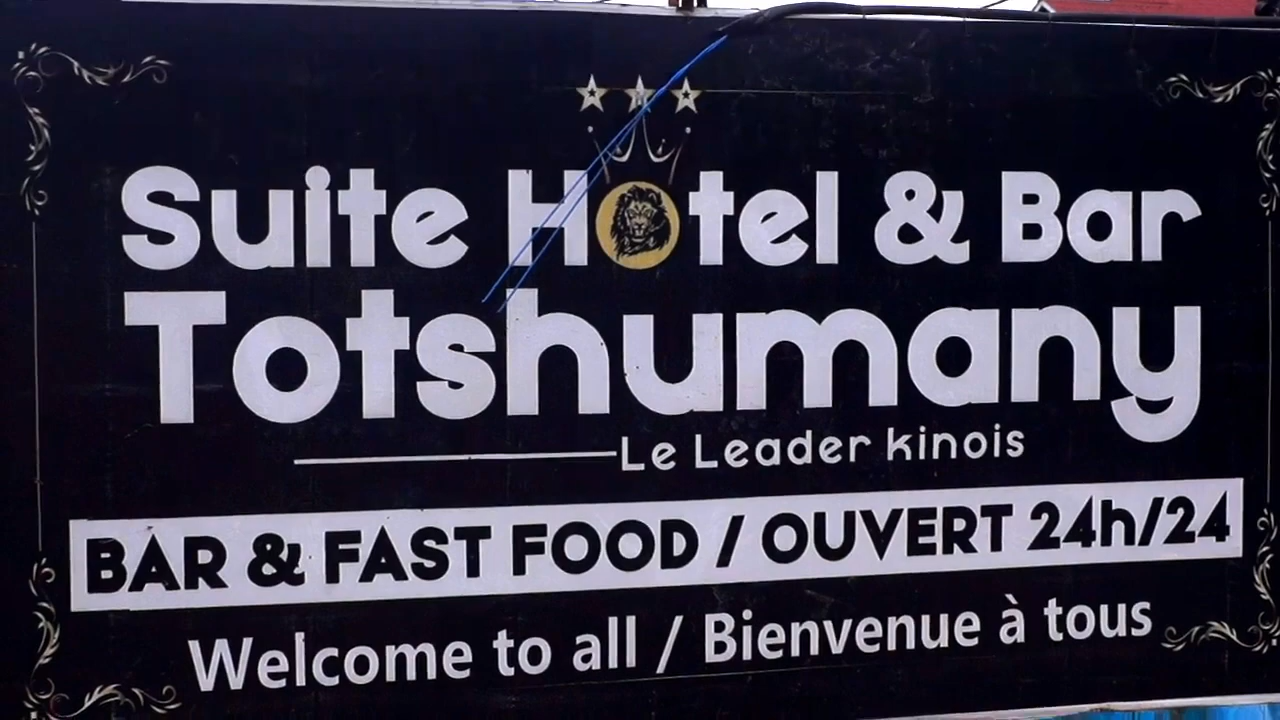 Suite Hotel & Bar
Totshumany
Le Leader kinois
BAR & FAST FOOD / OUVERT 24h/24
Welcome to all / Bienvenue à tous